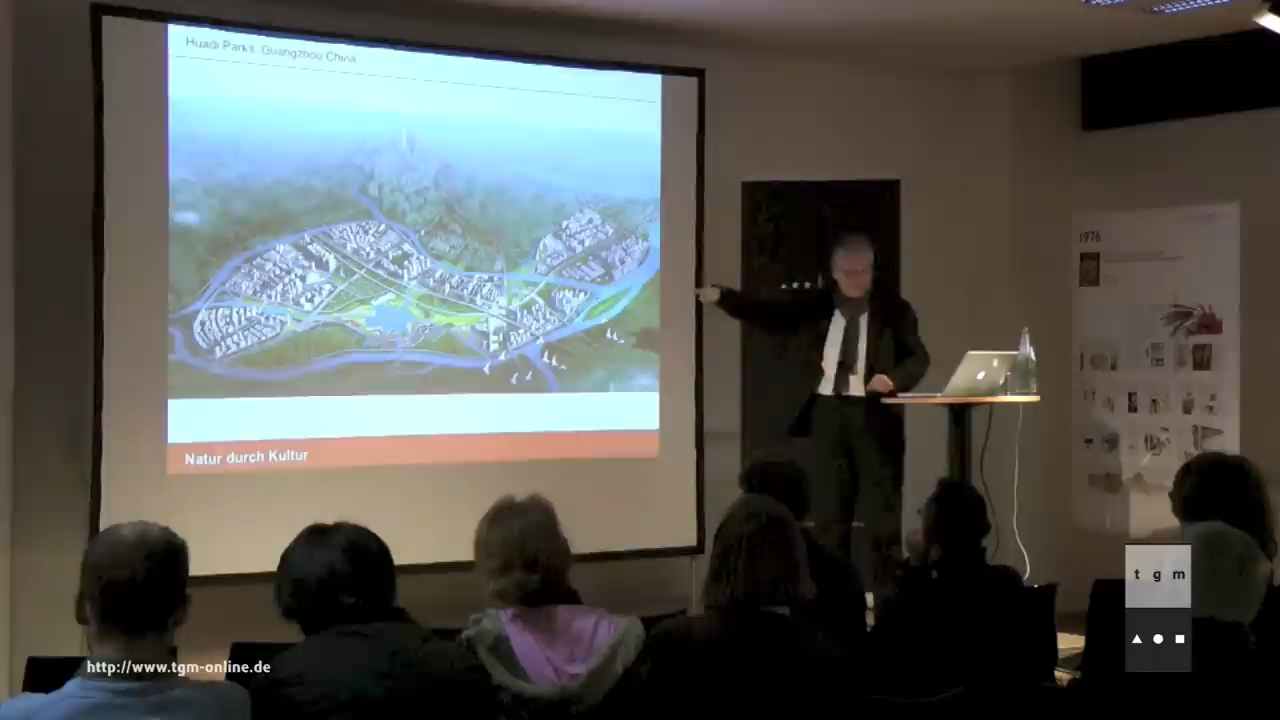 Huadi Parks Guangzhou China
Natur durch Kultur
1976
t g m
http://www.tgm-online.de